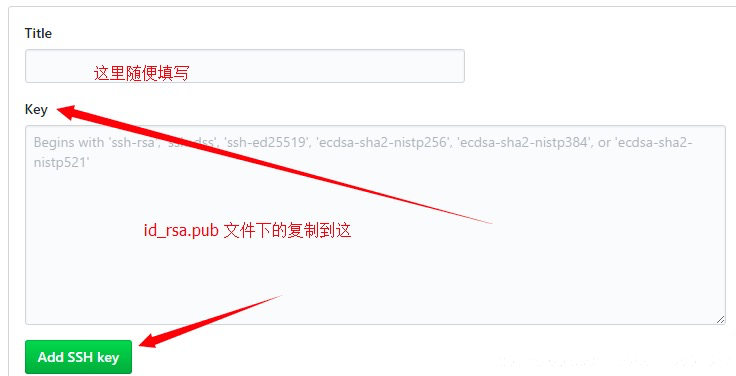 Title
这里随便填写
Key
Begins with 'ssh-rsa', 'ssh-dss', 'ssh-ed25519', 'ecdsa-sha2-nistp256', 'ecdsa-sha2-nistp384', or 'ecdsa-sha2-
nistp521'
id_rsa.pub 文件下的复制到这
Add SSH key